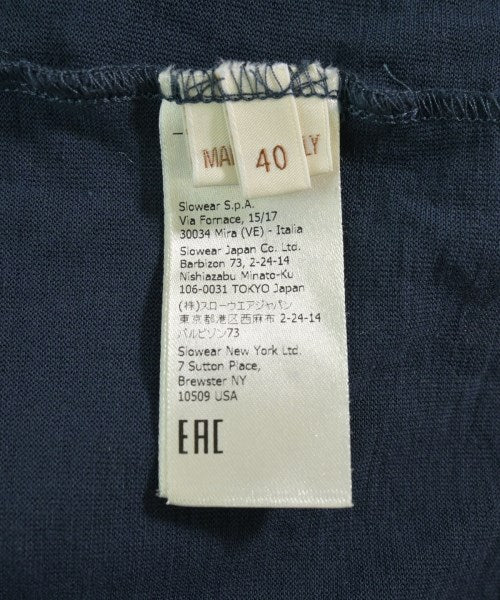 40
Slowear S.p.A.
Via Fornace, 15/17
30034 Mira (VE) - Italia
Slowear Japan Co. Ltd.
Barbizon 73, 2-24-14
Nishiazabu Minato-Ku
106-0031 TOKYO Japan
(株)スローウエアジャパン
東京都港区西麻布 2-24-14
バルビゾン73
Slowear New York Ltd.
7 Sutton Place,
Brewster NY
10509 USA
EAC